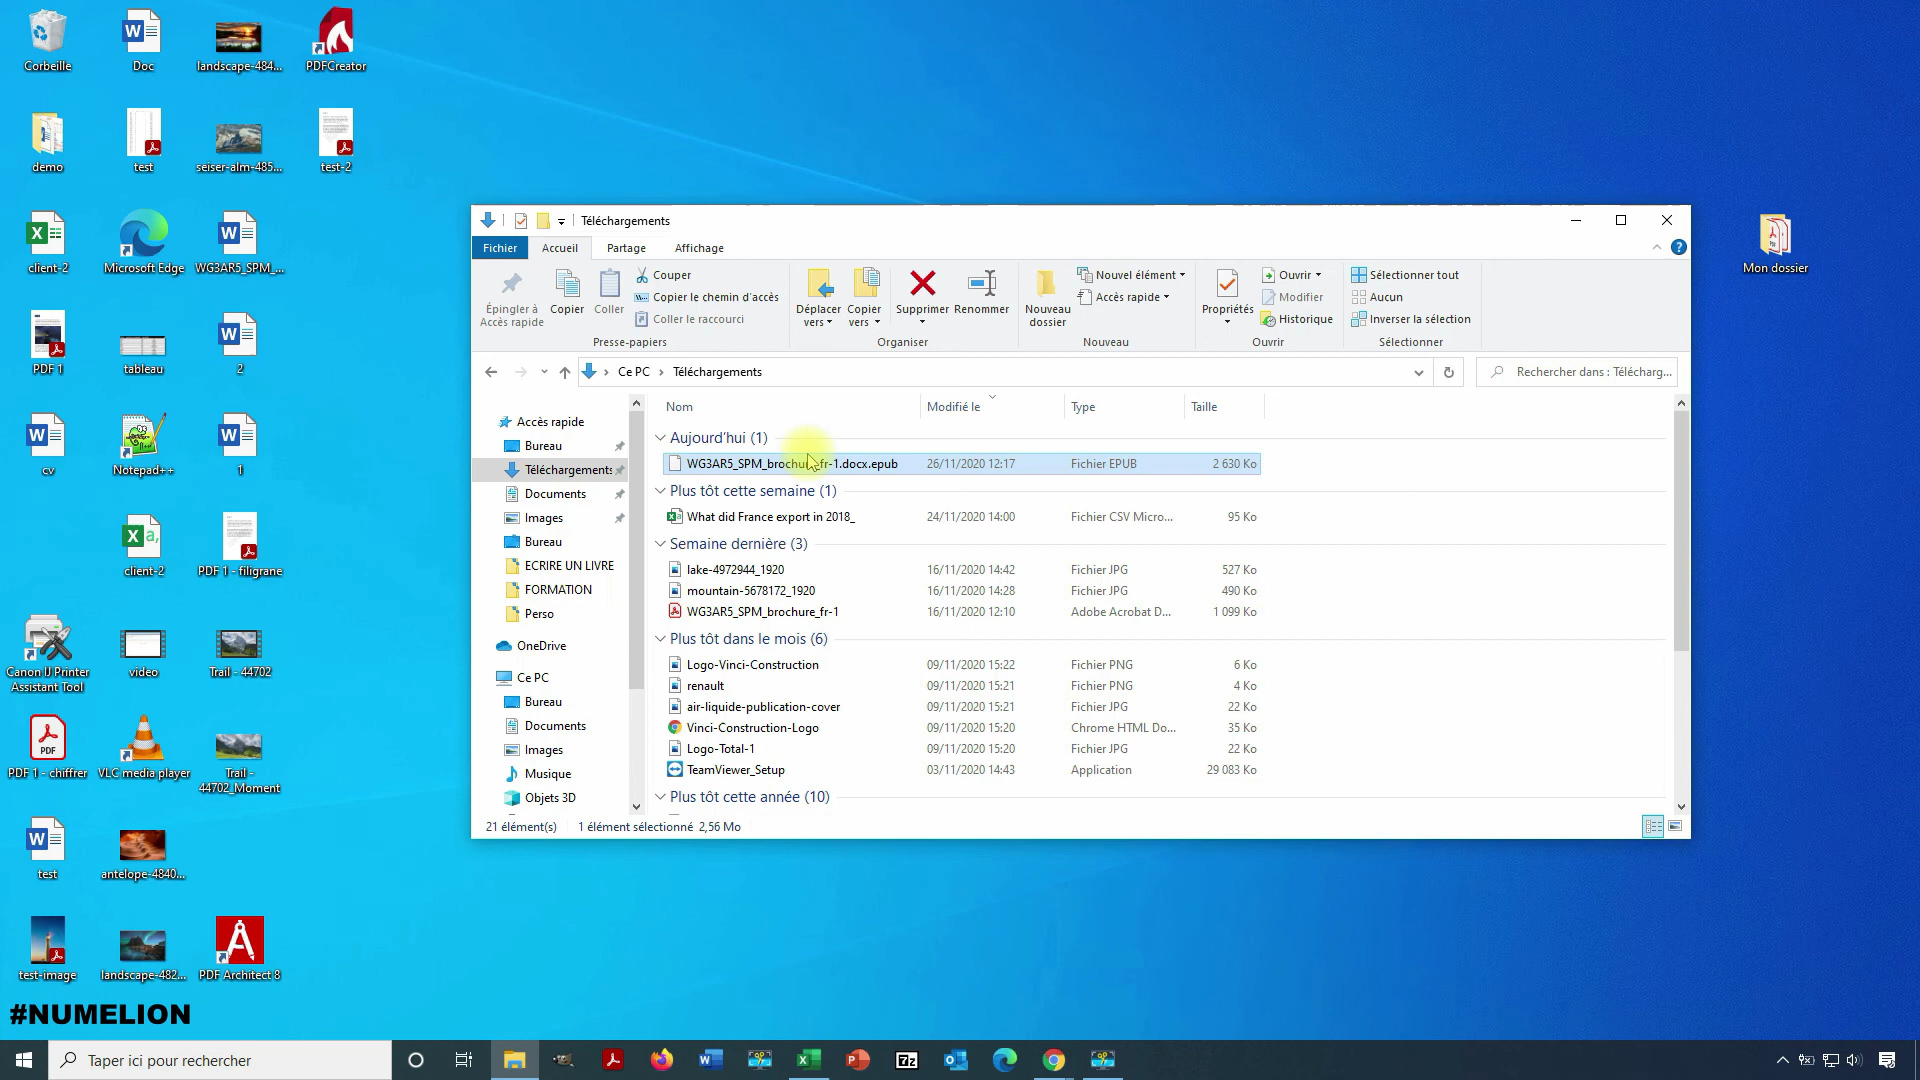 Corbeille
Doc
landscape-484...
PDFCreator
demo
test
seiser-alm-485...
test-2
client-2
Microsoft Edge
WG3AR5_SPM_...
Mon dossier
PDF 1
tableau
2
cv
Notepad++
1
client-2
PDF 1 - filigrane
Canon IJ Printer
Assistant Tool
video
Trail - 44702
PDF 1 - chiffrer
VLC media player
Trail -
44702_Moment
test
antelope-4840...
test-image
landscape-482...
PDF Architect 8
#NUMELION
Téléchargements
Fichier
Accueil
Partage
Affichage
Épingler à
Accès rapide
Copier
Coller
Couper
Copier le chemin d'accès
Coller le raccourci
Presse-papiers
Déplacer
vers
Copier
vers
Supprimer
Renommer
Organiser
Nouveau
dossier
Nouvel élément
Accès rapide
Nouveau
Propriétés
Ouvrir
Modifier
Historique
Ouvrir
Sélectionner tout
Aucun
Inverser la sélection
Sélectionner
Ce PC
Téléchargements
Rechercher dans : Télécharg...
Accès rapide
Bureau
Téléchargements
Documents
Images
Bureau
ECRIRE UN LIVRE
FORMATION
Perso
OneDrive
Ce PC
Bureau
Documents
Images
Musique
Objets 3D
Nom Modifié le Type Taille
Aujourd'hui (1)
WG3AR5_SPM_brochure_fr-1.docx.epub 26/11/2020 12:17 Fichier EPUB 2 630 Ko
Plus tôt cette semaine (1)
What did France export in 2018_ 24/11/2020 14:00 Fichier CSV Micro... 95 Ko
Semaine dernière (3)
lake-4972944_1920 16/11/2020 14:42 Fichier JPG 527 Ko
mountain-5678172_1920 16/11/2020 14:28 Fichier JPG 490 Ko
WG3AR5_SPM_brochure_fr-1 16/11/2020 12:10 Adobe Acrobat D... 1 099 Ko
Plus tôt dans le mois (6)
Logo-Vinci-Construction 09/11/2020 15:22 Fichier PNG 6 Ko
renault 09/11/2020 15:21 Fichier PNG 4 Ko
air-liquide-publication-cover 09/11/2020 15:21 Fichier JPG 22 Ko
Vinci-Construction-Logo 09/11/2020 15:20 Chrome HTML Do... 35 Ko
Logo-Total-1 09/11/2020 15:20 Fichier JPG 22 Ko
TeamViewer_Setup 03/11/2020 14:43 Application 29 083 Ko
Plus tôt cette année (10)
21 élément(s) 1 élément sélectionné 2,56 Mo
Taper ici pour rechercher